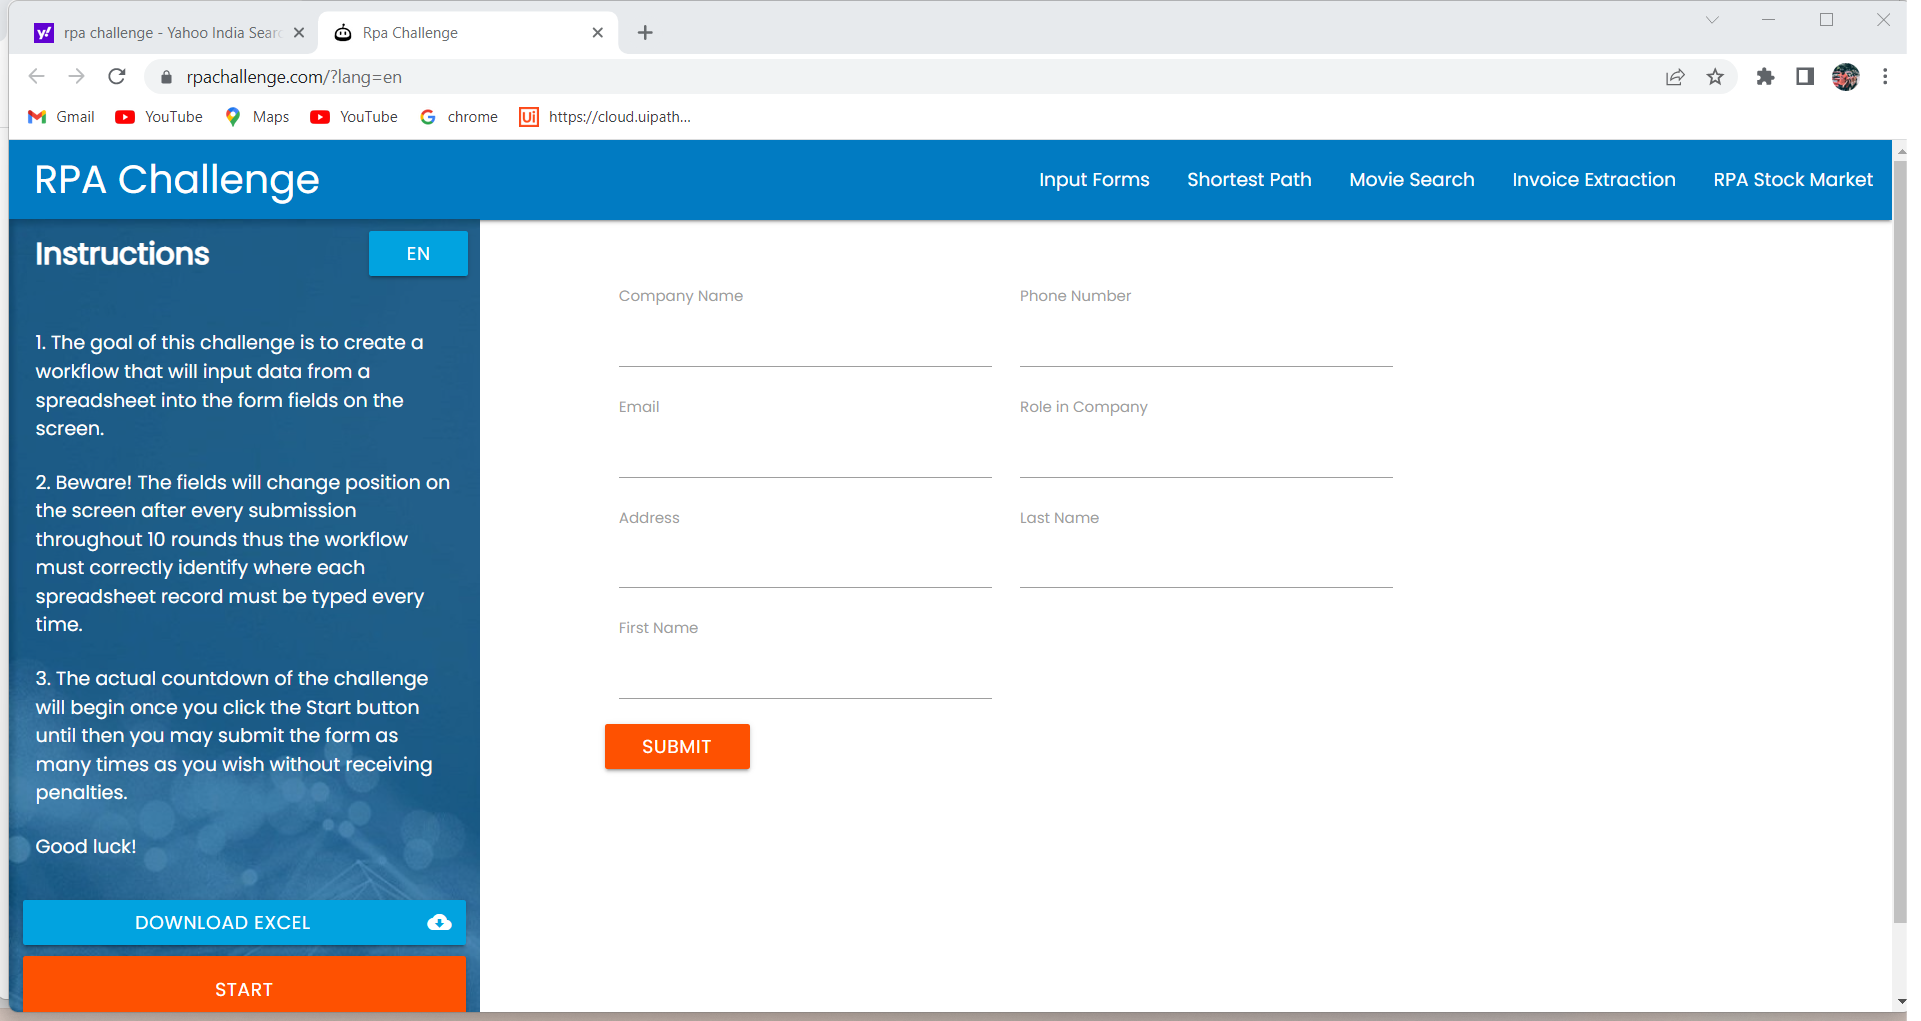 rpa challenge - Yahoo India Sear
Rpa Challenge
rpachallenge.com/?lang=en
Gmail YouTube Maps YouTube chrome Ui https://cloud.uipath...
RPA Challenge
Input Forms Shortest Path Movie Search Invoice Extraction RPA Stock Market
Instructions
EN
1. The goal of this challenge is to create a
workflow that will input data from a
spreadsheet into the form fields on the
screen.
2. Beware! The fields will change position on
the screen after every submission
throughout 10 rounds thus the workflow
must correctly identify where each
spreadsheet record must be typed every
time.
3. The actual countdown of the challenge
will begin once you click the Start button
until then you may submit the form as
many times as you wish without receiving
penalties.
Good luck!
DOWNLOAD EXCEL
START
Company Name Phone Number
Email Role in Company
Address Last Name
First Name
SUBMIT